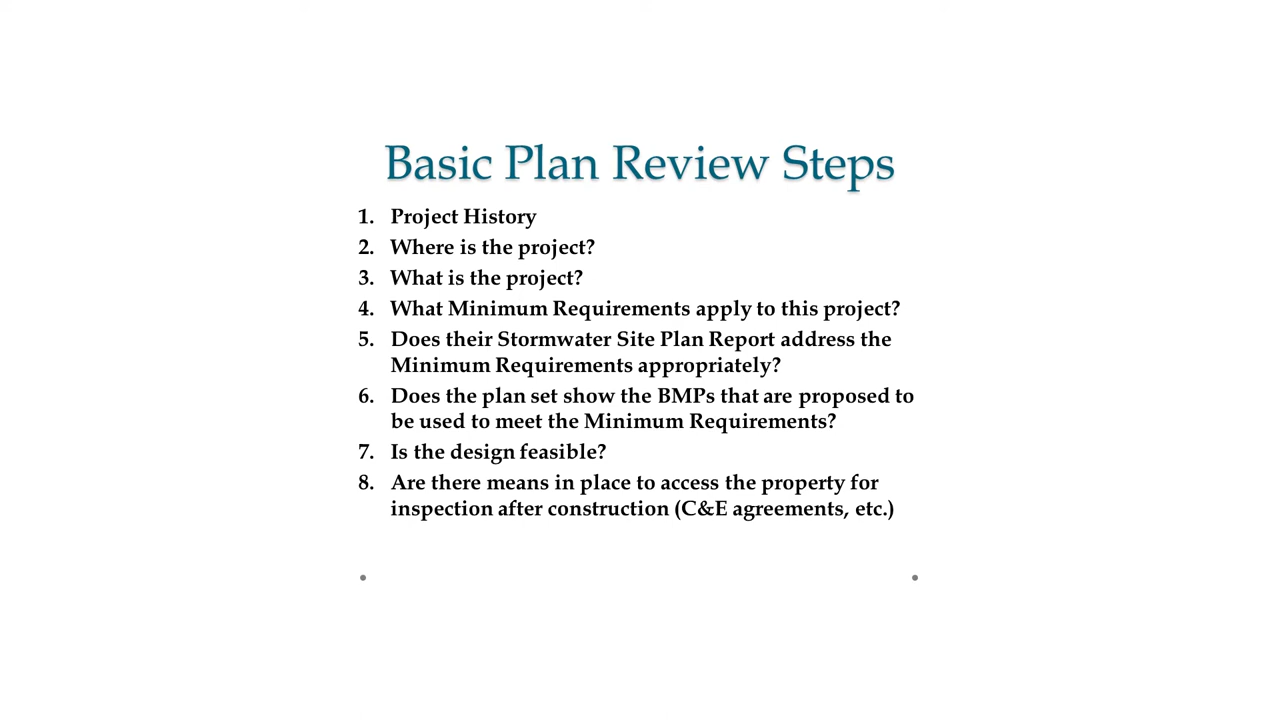 Basic Plan Review Steps
1. Project History
2. Where is the project?
3. What is the project?
4. What Minimum Requirements apply to this project?
5. Does their Stormwater Site Plan Report address the
Minimum Requirements appropriately?
6. Does the plan set show the BMPs that are proposed to
be used to meet the Minimum Requirements?
7. Is the design feasible?
8. Are there means in place to access the property for
inspection after construction (C&E agreements, etc.)